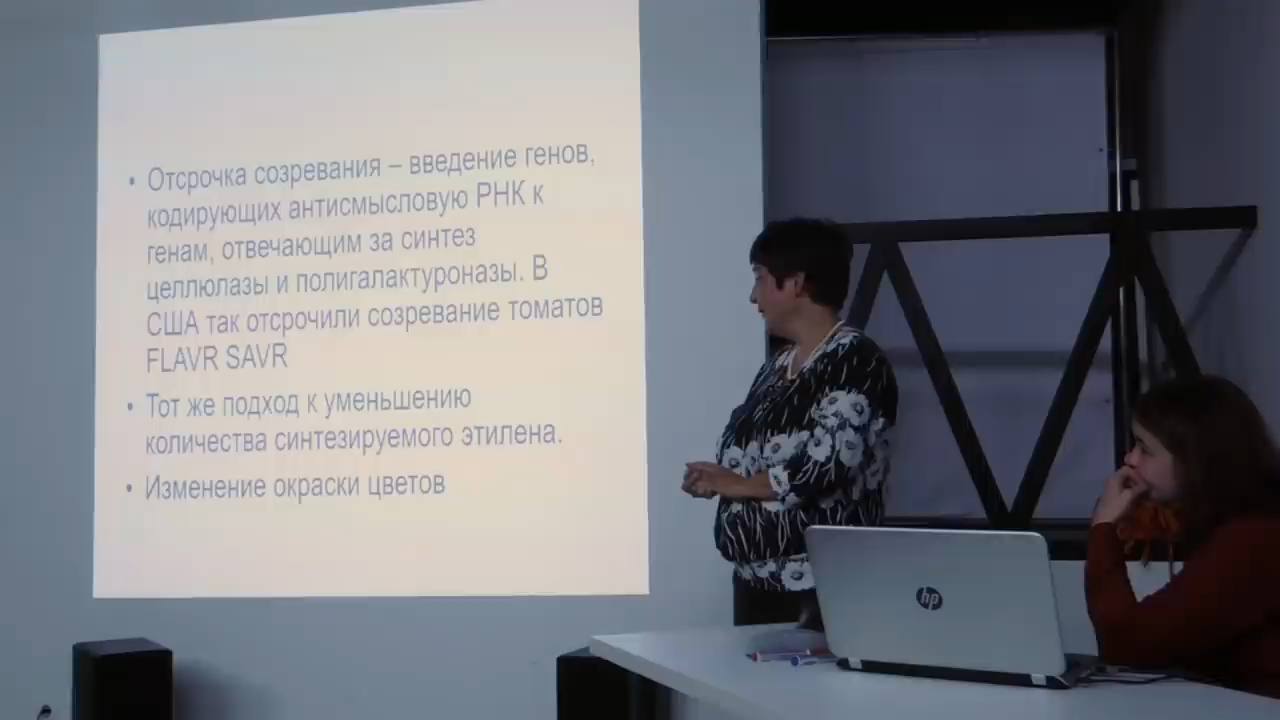 • Отсрочка созревания – введение генов,
кодирующих антисмысловую РНК к
генам, отвечающим за синтез
целлюлазы и полигалактуроназы. В
США так отсрочили созревание томатов
FLAVR SAVR
• Тот же подход к уменьшению
количества синтезируемого этилена.
• Изменение окраски цветов
hp